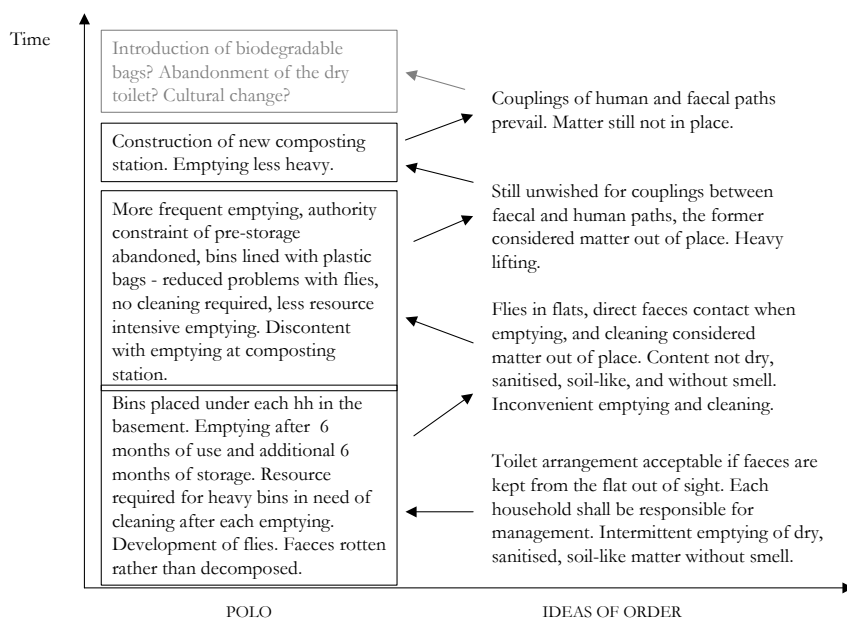 Time
Introduction of biodegradable
bags? Abandonment of the dry
toilet? Cultural change?
Couplings of human and faecal paths
prevail. Matter still not in place.
Construction of new composting
station. Emptying less heavy.
Still unwished for couplings between
faecal and human paths, the former
considered matter out of place. Heavy
lifting.
More frequent emptying, authority
constraint of pre-storage
abandoned, bins lined with plastic
bags - reduced problems with flies,
no cleaning required, less resource
intensive emptying. Discontent
with emptying at composting
station.
Flies in flats, direct faeces contact when
emptying, and cleaning considered
matter out of place. Content not dry,
sanitised, soil-like, and without smell.
Inconvenient emptying and cleaning.
Bins placed under each hh in the
basement. Emptying after 6
months of use and additional 6
months of storage. Resource
required for heavy bins in need of
cleaning after each emptying.
Development of flies. Faeces rotten
rather than decomposed.
Toilet arrangement acceptable if faeces are
kept from the flat out of sight. Each
household shall be responsible for
management. Intermittent emptying of dry,
sanitised, soil-like matter without smell.
POLO
IDEAS OF ORDER